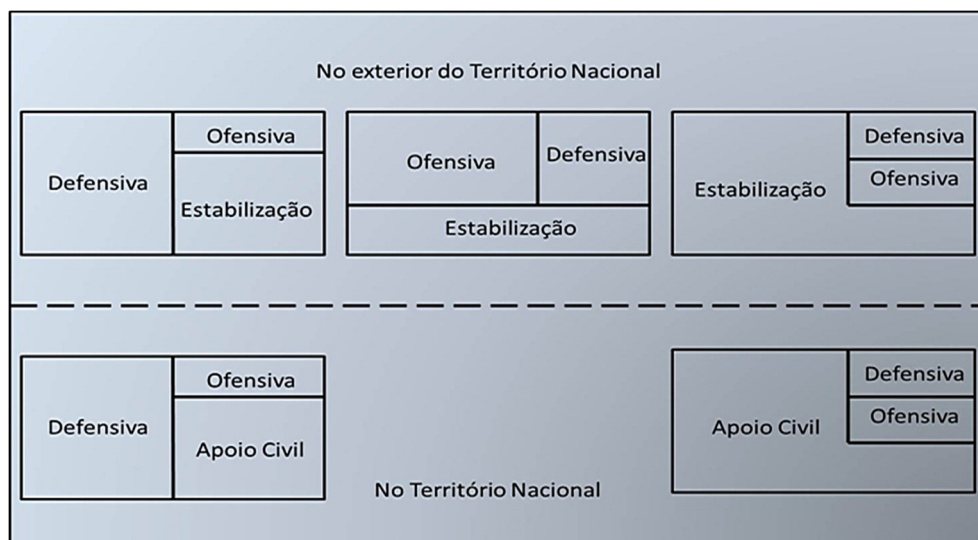 No exterior do Território Nacional
Defensiva
Ofensiva
Estabilização
Ofensiva
Defensiva
Estabilização
Estabilização
Defensiva
Ofensiva
Defensiva
Ofensiva
Apoio Civil
Apoio Civil
Defensiva
Ofensiva
No Território Nacional